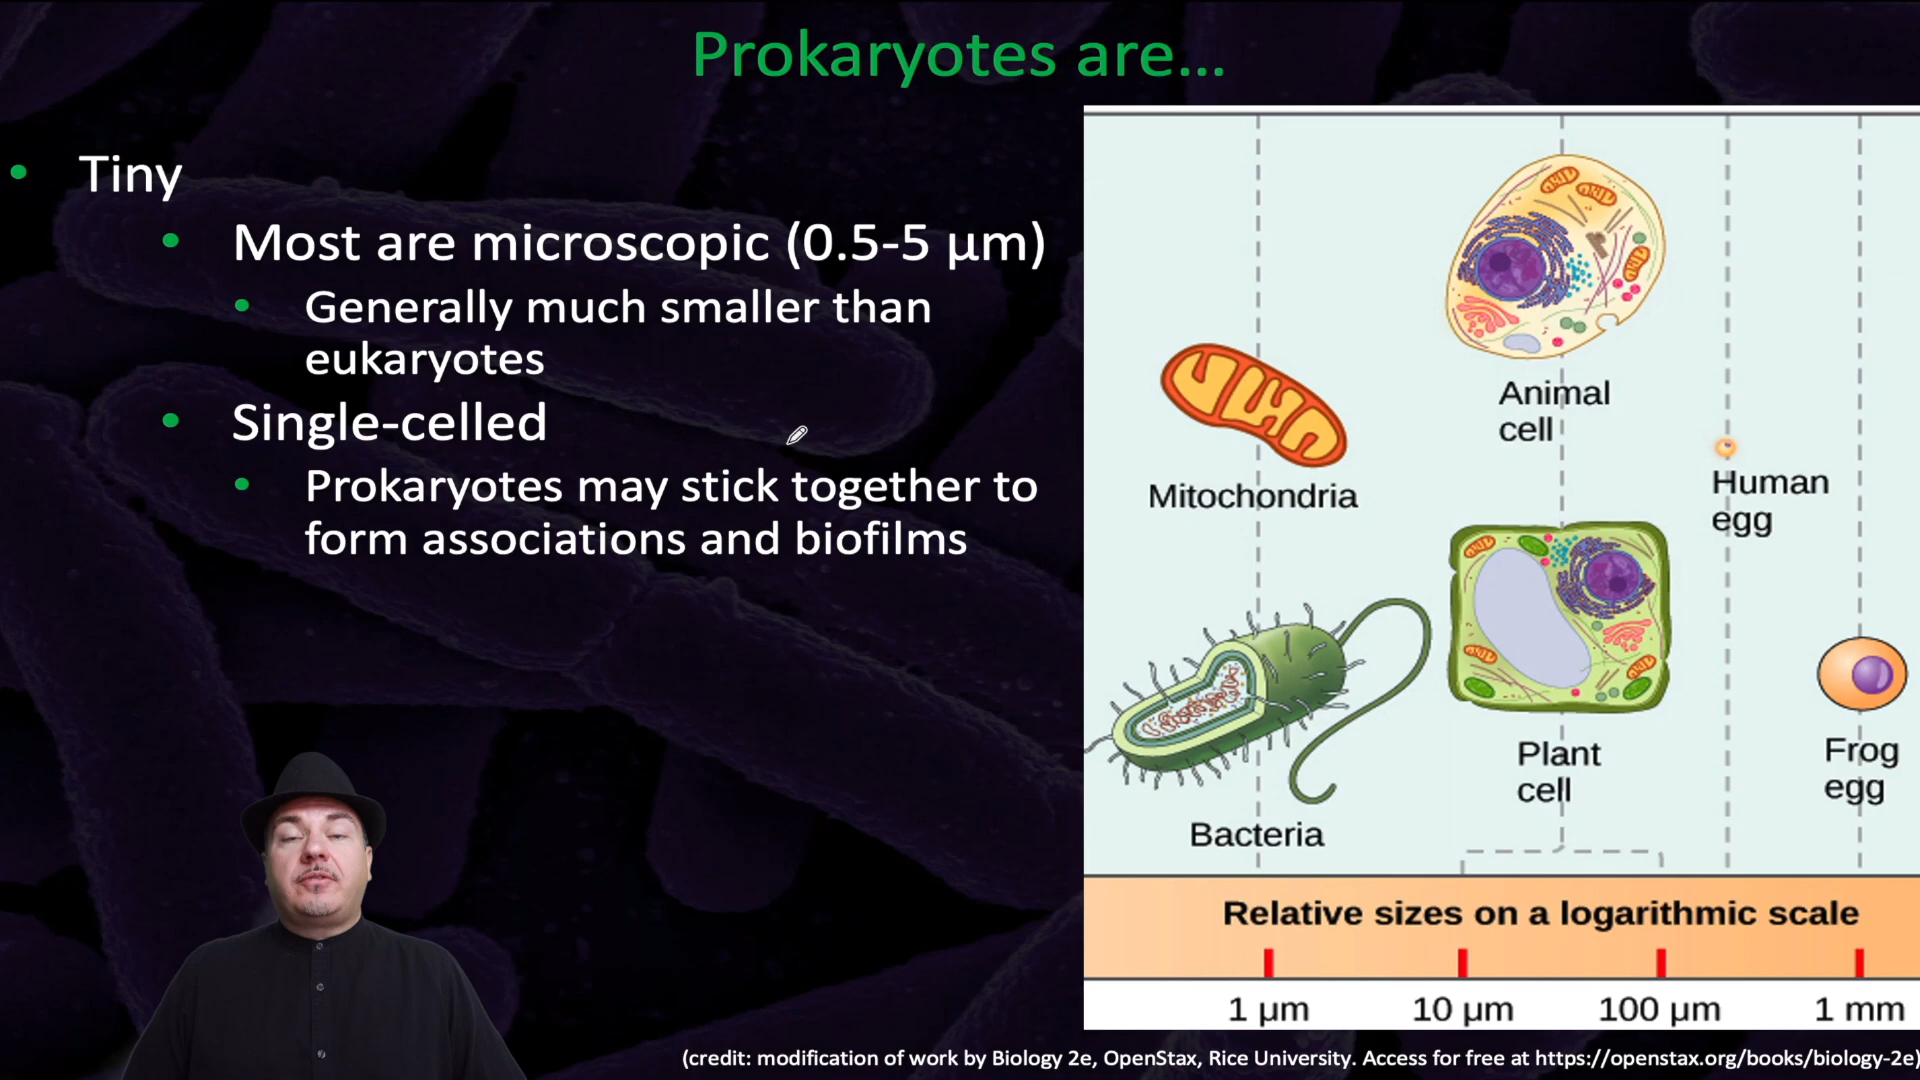 Prokaryotes are...
• Tiny
• Most are microscopic (0.5-5 µm)
• Generally much smaller than
eukaryotes
• Single-celled
• Prokaryotes may stick together to
form associations and biofilms
Animal
cell
Mitochondria
Human
egg
Plant
cell
Frog
egg
Bacteria
Relative sizes on a logarithmic scale
1 µm 10 µm 100 µm 1 mm
(credit: modification of work by Biology 2e, OpenStax, Rice University. Access for free at https://openstax.org/books/biology-2e)